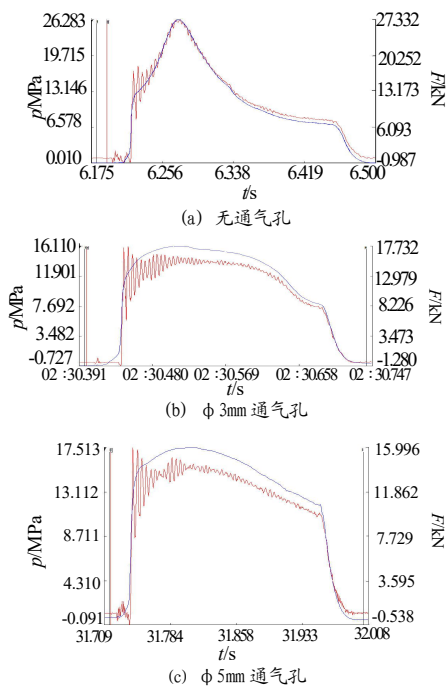 26.283
19.715
13.146
6.578
0.010
p/MPa
27.332
20.252
13.173
6.093
-0.987
F/kN
6.175 6.256 6.338 6.419 6.500
t/s
(a) 无通气孔
16.110
11.901
7.692
3.482
-0.727
p/MPa
17.732
12.979
8.226
3.473
-1.280
F/kN
02:30.391 02:30.480 02:30.569 02:30.658 02:30.747
t/s
(b) φ3mm 通气孔
17.513
13.112
8.711
4.310
-0.091
p/MPa
15.996
11.862
7.729
3.595
-0.538
F/kN
31.709 31.784 31.858 31.933 32.008
t/s
(c) φ5mm 通气孔